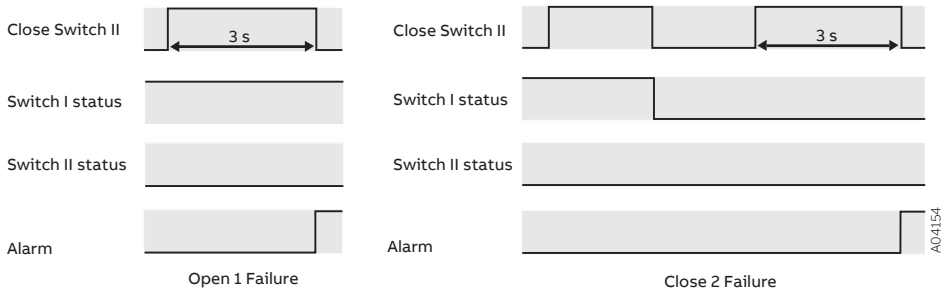 Close Switch II
3 s
Switch I status
Switch II status
Alarm
Open 1 Failure
Close Switch II
3 s
Switch I status
Switch II status
Alarm
Close 2 Failure
A04154